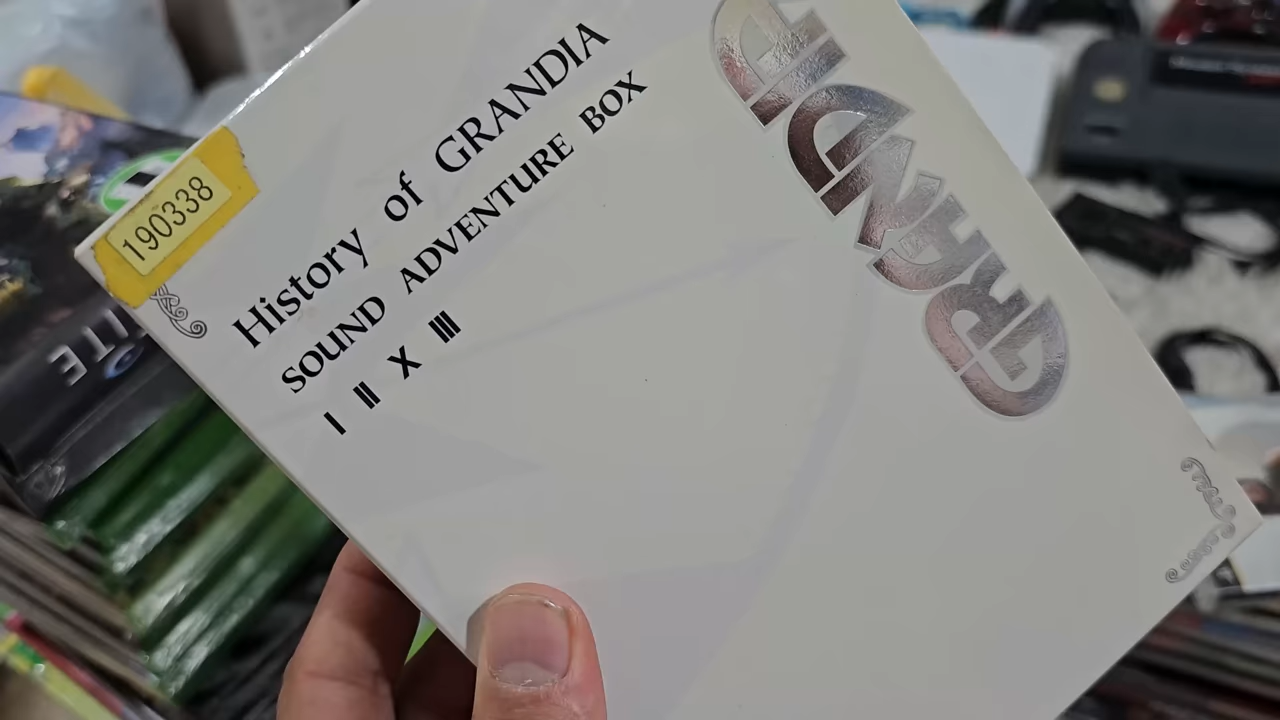 190338
History of GRANDIA
SOUND ADVENTURE BOX
I II X III
GRANDIA